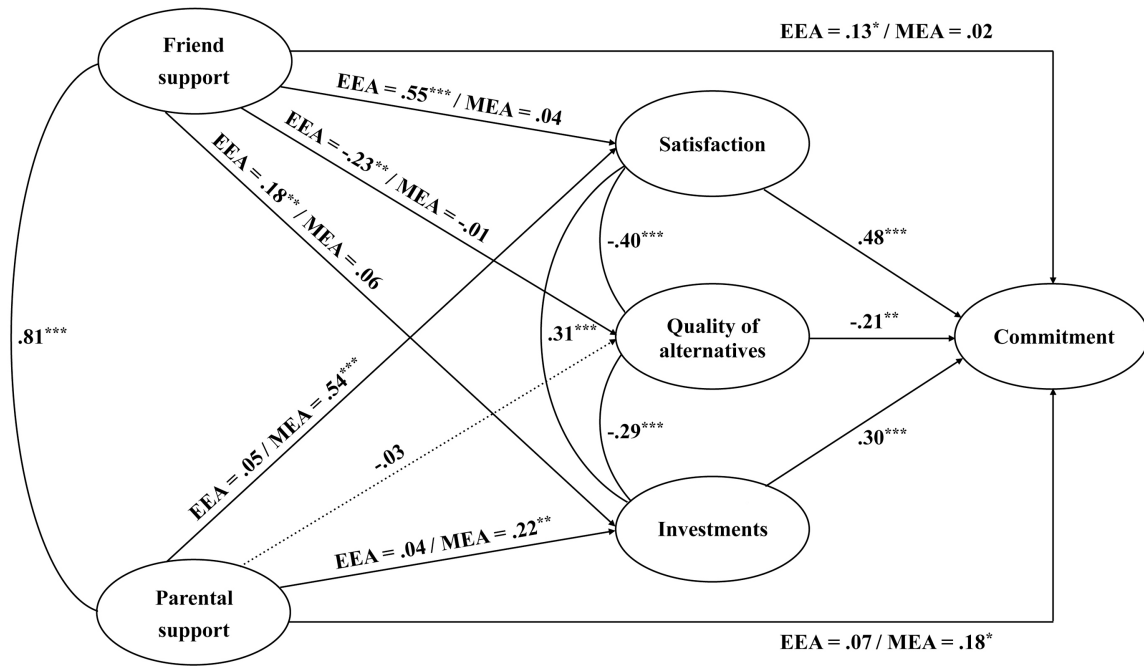 EEA = .13* / MEA = .02
Friend
support
EEA = .55*** / MEA = .04
EEA = -.23** / MEA = -.01
EEA = .18** / MEA = .06
Satisfaction
-.40***
.48***
.81***
.31***
Quality of
alternatives
-.21**
Commitment
EEA = .05 / MEA = .54***
-.03
-.29***
.30***
EEA = .04 / MEA = .22**
Investments
Parental
support
EEA = .07 / MEA = .18*